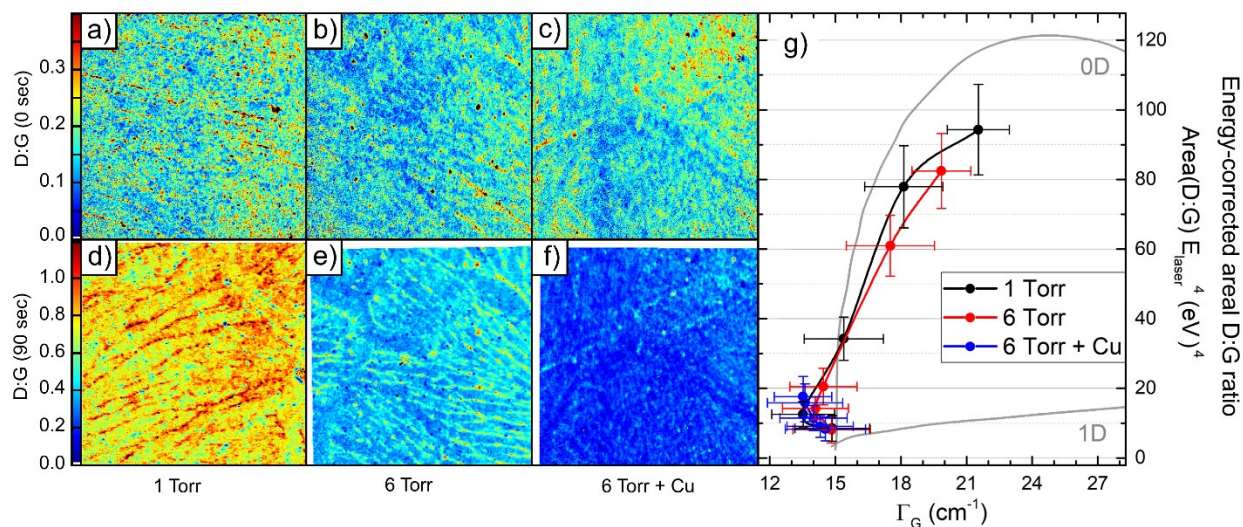 a)
b)
c)
D:G (0 sec)
0.3
0.2
0.1
0.0
d)
e)
f)
D:G (90 sec)
1.0
0.8
0.6
0.4
0.2
0.0
1 Torr
6 Torr
6 Torr + Cu
g)
0D
1D
1 Torr
6 Torr
6 Torr + Cu
120
100
80
60
40
20
0
12 15 18 21 24 27
Γ_G (cm⁻¹)
Energy-corrected areal D:G ratio
Area(D:G) E_laser⁴ (eV)⁴